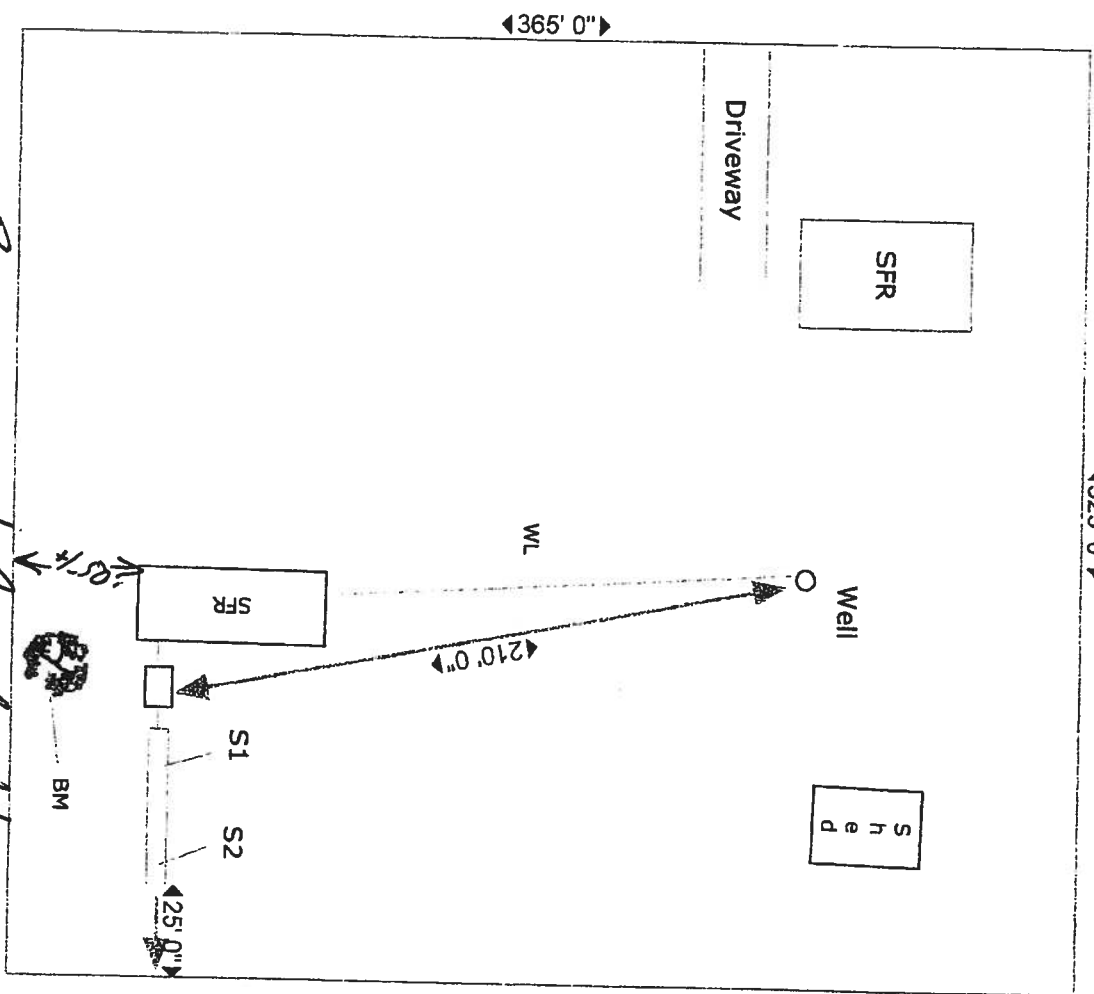 365' 0"
Driveway
SFR
WL
Well
SFR
210' 0"
S1
BM
S2
S
h
e
d
25' 0"